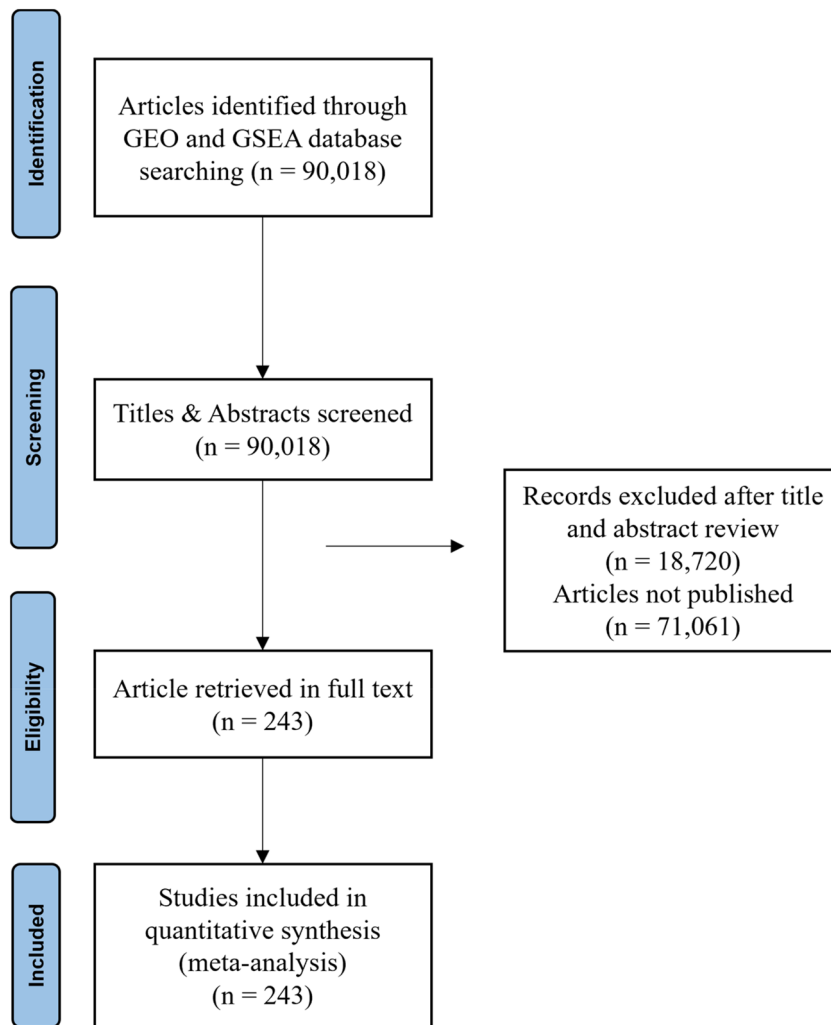 Identification
Articles identified through
GEO and GSEA database
searching (n = 90,018)
Screening
Titles & Abstracts screened
(n = 90,018)
Records excluded after title
and abstract review
(n = 18,720)
Articles not published
(n = 71,061)
Eligibility
Article retrieved in full text
(n = 243)
Included
Studies included in
quantitative synthesis
(meta-analysis)
(n = 243)